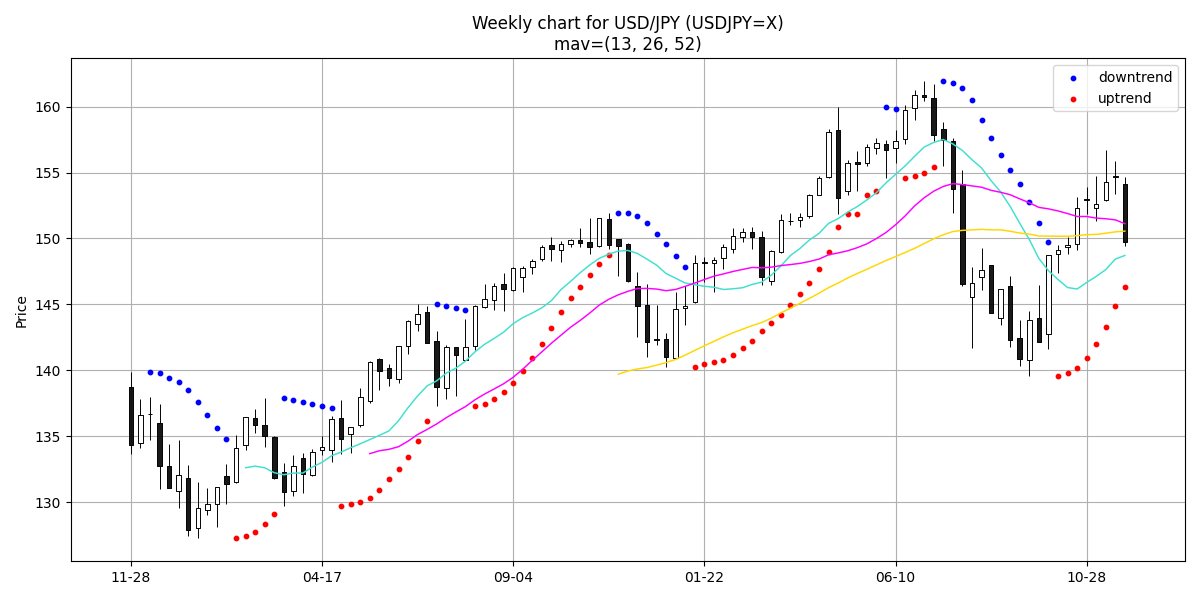 Weekly chart for USD/JPY (USDJPY=X)
mav=(13, 26, 52)
downtrend
uptrend
160
155
150
145
140
135
130
Price
11-28
04-17
09-04
01-22
06-10
10-28